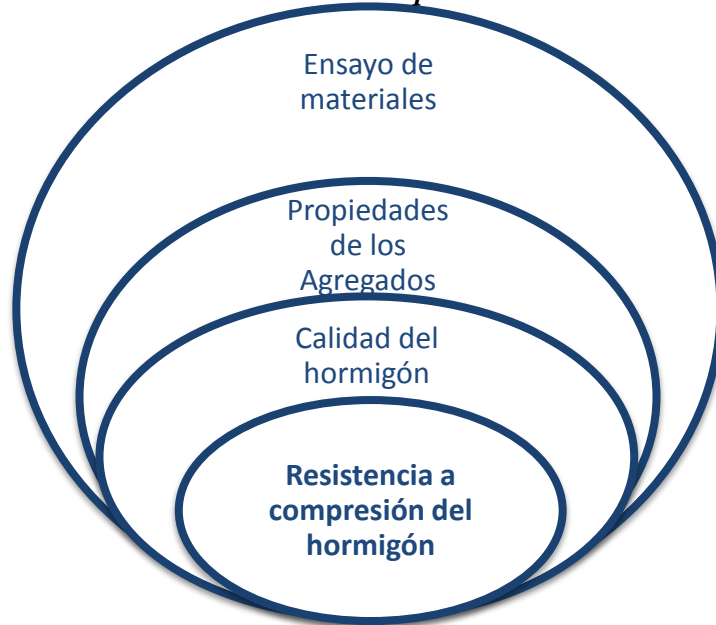 Ensayo de
materiales
Propiedades
de los
Agregados
Calidad del
hormigón
Resistencia a
compresión del
hormigón